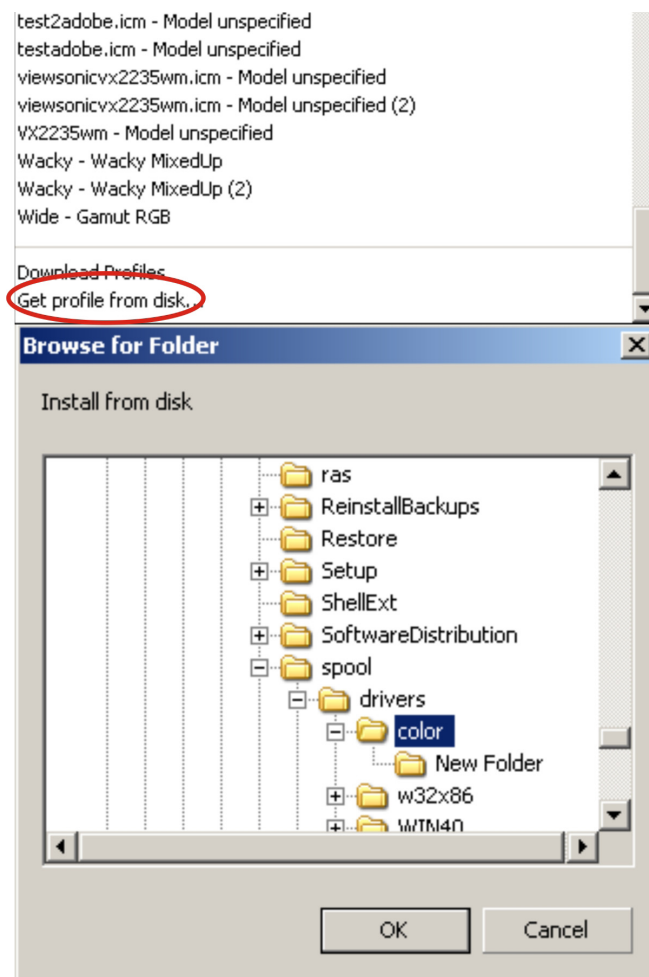 test2adobe.icm - Model unspecified
testadobe.icm - Model unspecified
viewsonicvx2235wm.icm - Model unspecified
viewsonicvx2235wm.icm - Model unspecified (2)
VX2235wm - Model unspecified
Wacky - Wacky MixedUp
Wacky - Wacky MixedUp (2)
Wide - Gamut RGB
Download Profiles
Get profile from disk...
Browse for Folder
Install from disk
ras
ReinstallBackups
Restore
Setup
ShellExt
SoftwareDistribution
spool
drivers
color
New Folder
w32x86
WIN40
OK
Cancel